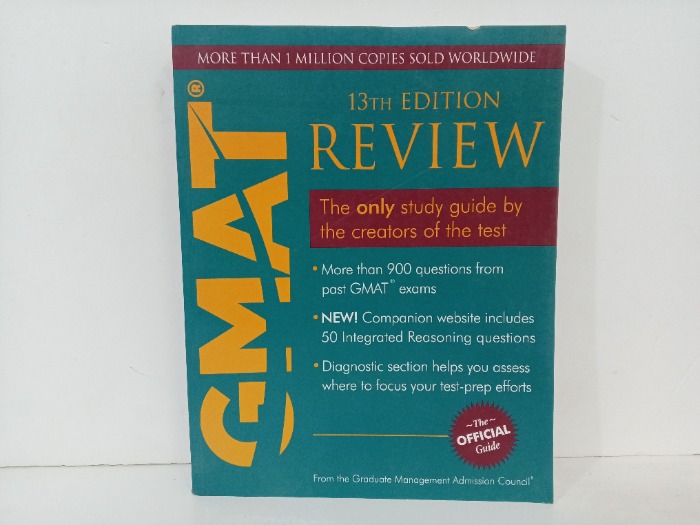 MORE THAN 1 MILLION COPIES SOLD WORLDWIDE
GMAT®
13TH EDITION
REVIEW
The only study guide by
the creators of the test
• More than 900 questions from
past GMAT® exams
• NEW! Companion website includes
50 Integrated Reasoning questions
• Diagnostic section helps you assess
where to focus your test-prep efforts
~The~
OFFICIAL
Guide
From the Graduate Management Admission Council®